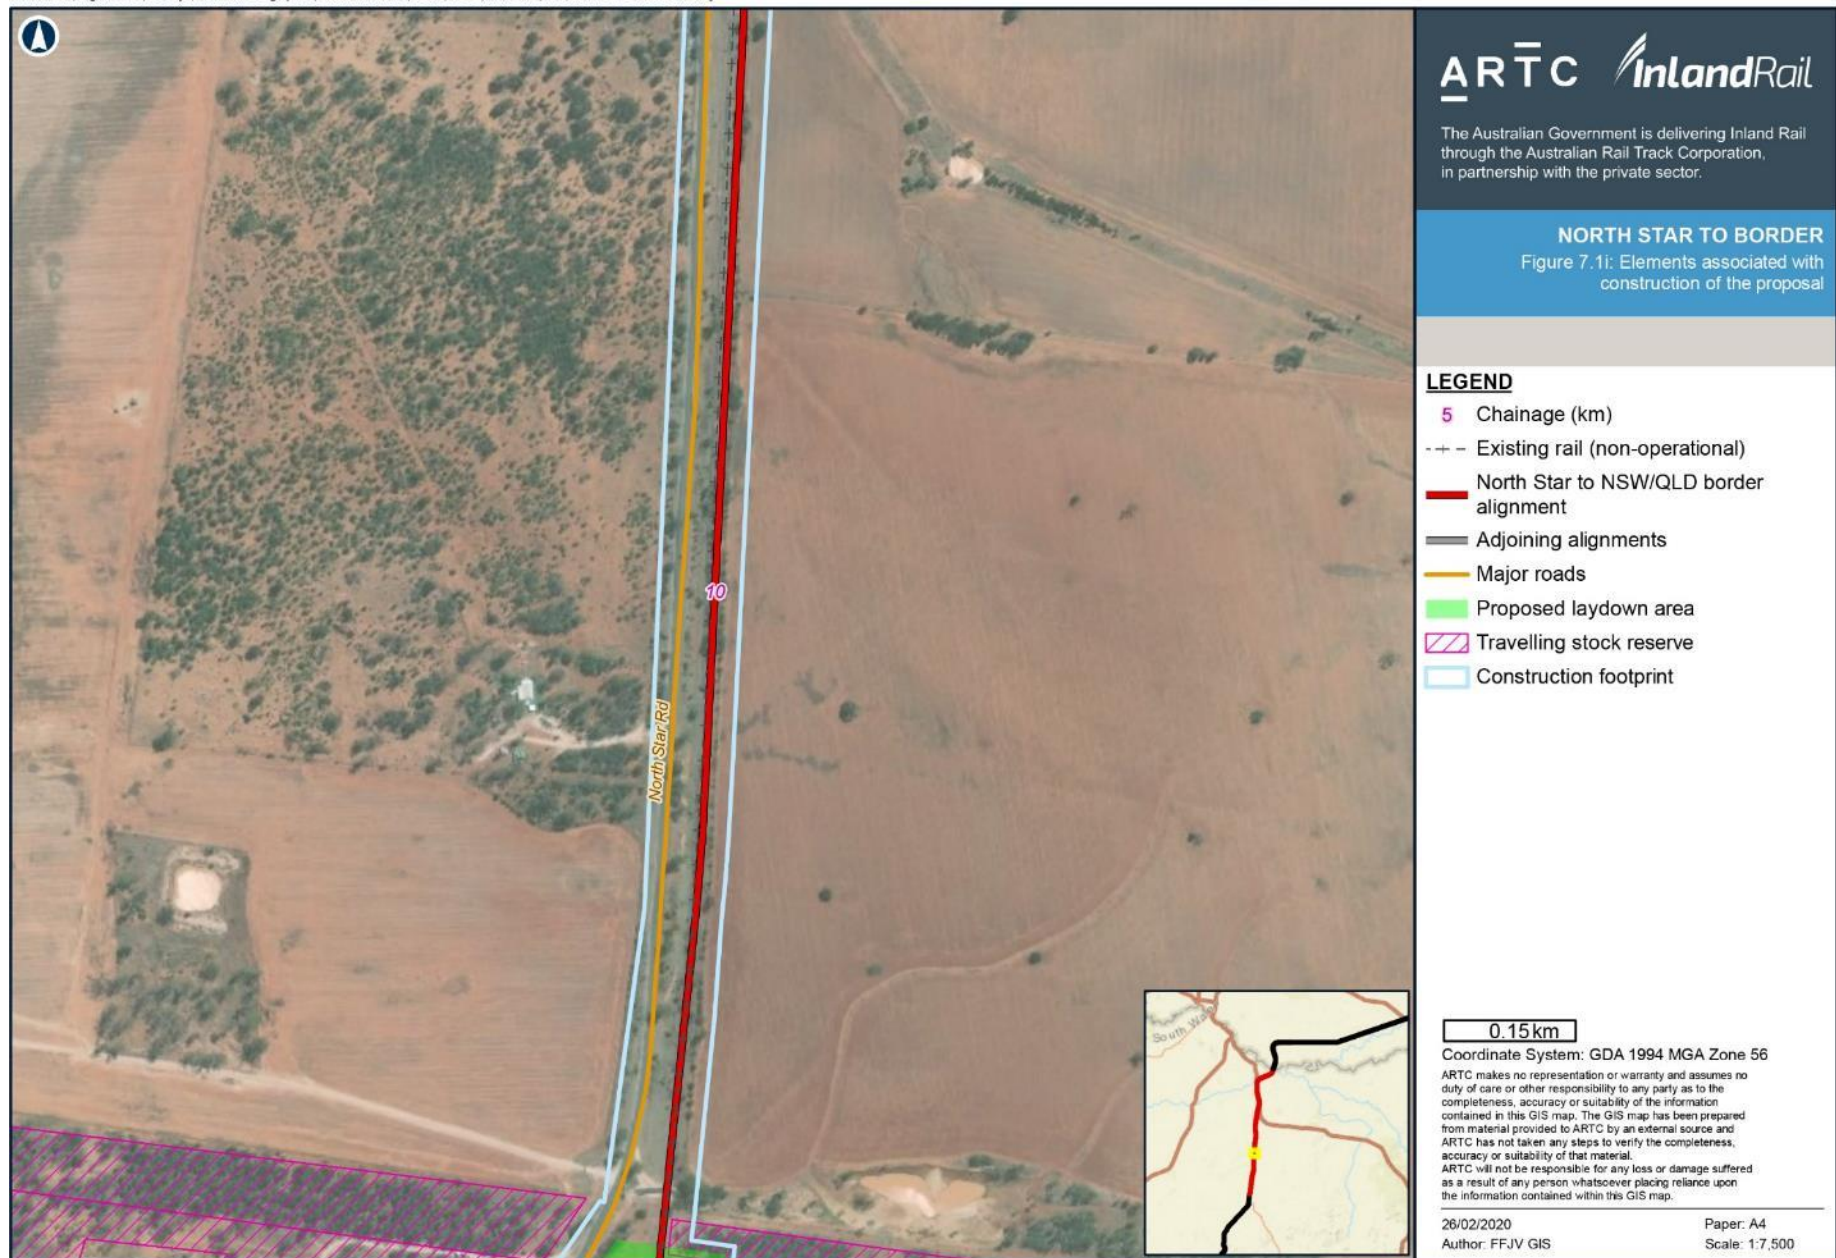 ARTC InlandRail
The Australian Government is delivering Inland Rail
through the Australian Rail Track Corporation,
in partnership with the private sector.
NORTH STAR TO BORDER
Figure 7.1i: Elements associated with
construction of the proposal
LEGEND
5 Chainage (km)
Existing rail (non-operational)
North Star to NSW/QLD border
alignment
Adjoining alignments
Major roads
Proposed laydown area
Travelling stock reserve
Construction footprint
10
North Star Rd
South Wales
0.15km
Coordinate System: GDA 1994 MGA Zone 56
ARTC makes no representation or warranty and assumes no
duty of care or other responsibility to any party as to the
completeness, accuracy or suitability of the information
contained in this GIS map. The GIS map has been prepared
from material provided to ARTC by an external source and
ARTC has not taken any steps to verify the completeness,
accuracy or suitability of that material.
ARTC will not be responsible for any loss or damage suffered
as a result of any person whatsoever placing reliance upon
the information contained within this GIS map.
26/02/2020 Paper: A4
Author: FFJV GIS Scale: 1:7,500